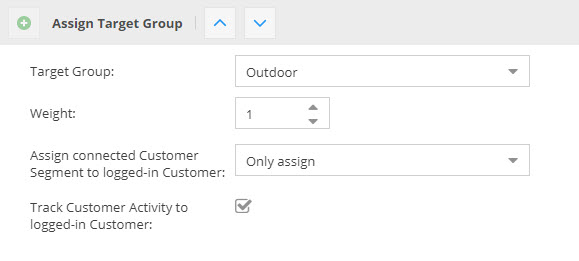 Assign Target Group
Target Group:
Outdoor
Weight:
1
Assign connected Customer
Segment to logged-in Customer:
Only assign
Track Customer Activity to
logged-in Customer: